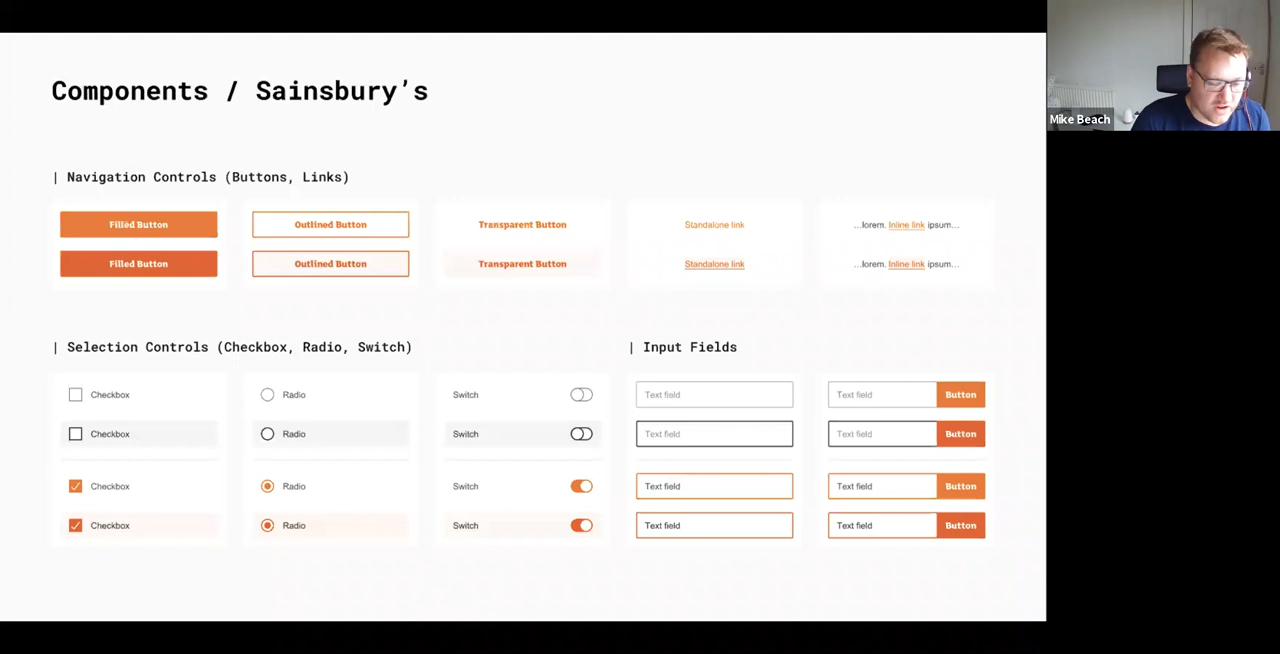 Components / Sainsbury's
Mike Beach
| Navigation Controls (Buttons, Links)
Filled Button
Outlined Button
Transparent Button
Standalone link
...lorem. Inline link ipsum...
Filled Button
Outlined Button
Transparent Button
Standalone link
...lorem. Inline link ipsum...
| Selection Controls (Checkbox, Radio, Switch)
| Input Fields
Checkbox
Radio
Switch
Text field
Text field
Button
Checkbox
Radio
Switch
Text field
Text field
Button
Checkbox
Radio
Switch
Text field
Text field
Button
Checkbox
Radio
Switch
Text field
Text field
Button